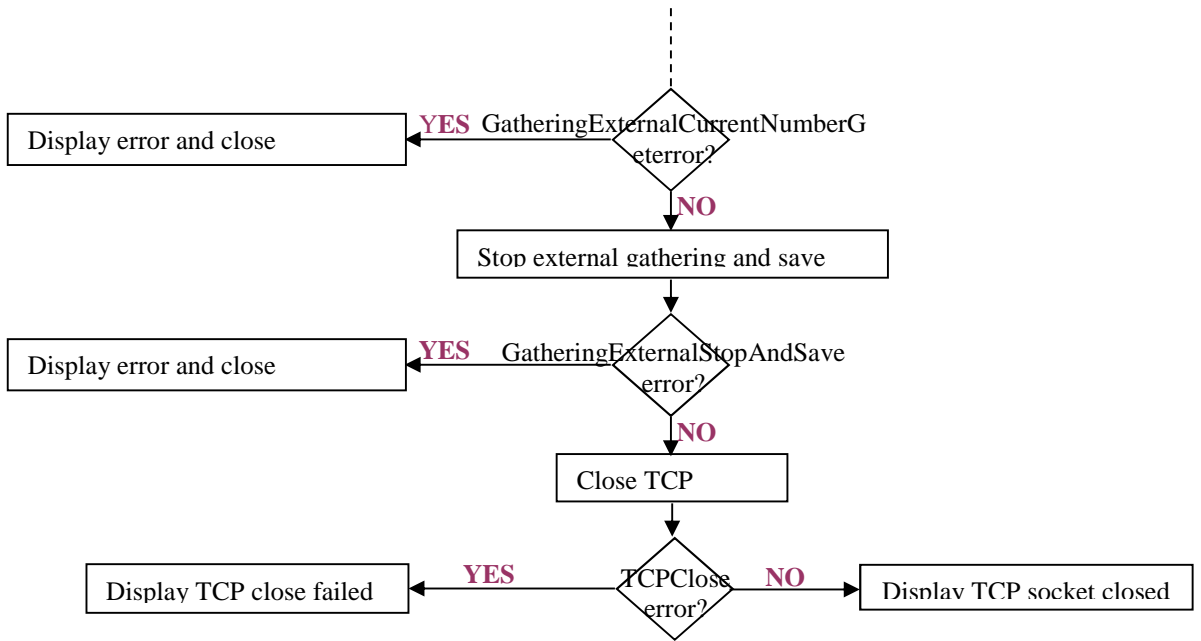 YES
GatheringExternalCurrentNumberG
eterror?
Display error and close
NO
Stop external gathering and save
YES
GatheringExternalStopAndSave
error?
Display error and close
NO
Close TCP
YES
TCPClose
error?
NO
Display TCP close failed
Display TCP socket closed